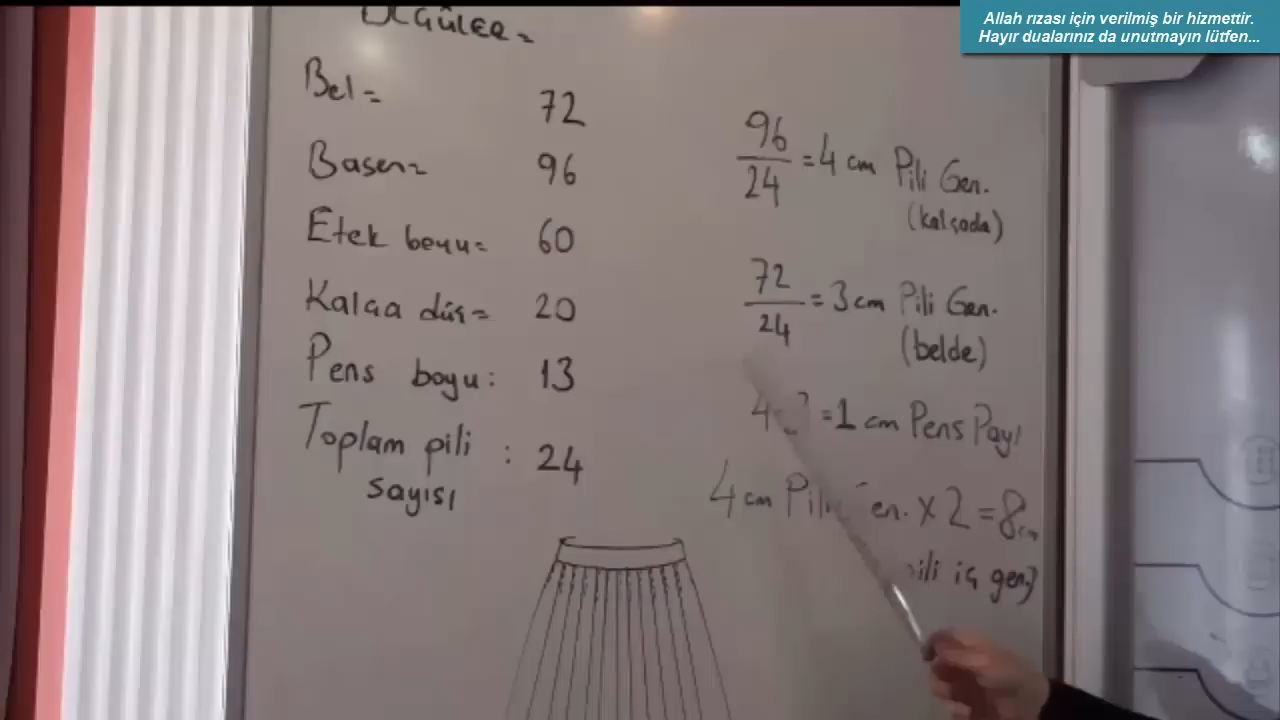 Allah rızası için verilmiş bir hizmettir.
Hayır dualarınız da unutmayın lütfen...
ÖLÇÜLER=
Bel= 72
Basen= 96
Etek boyu= 60
Kalça düş= 20
Pens boyu: 13
Toplam pili : 24
sayısı
96/24 = 4 cm Pili Gen.
(kalçada)
72/24 = 3 cm Pili Gen.
(belde)
4 = 1 cm Pens Payı
4 cm Pili en. x 2 = 8 cm
pili iç gen)